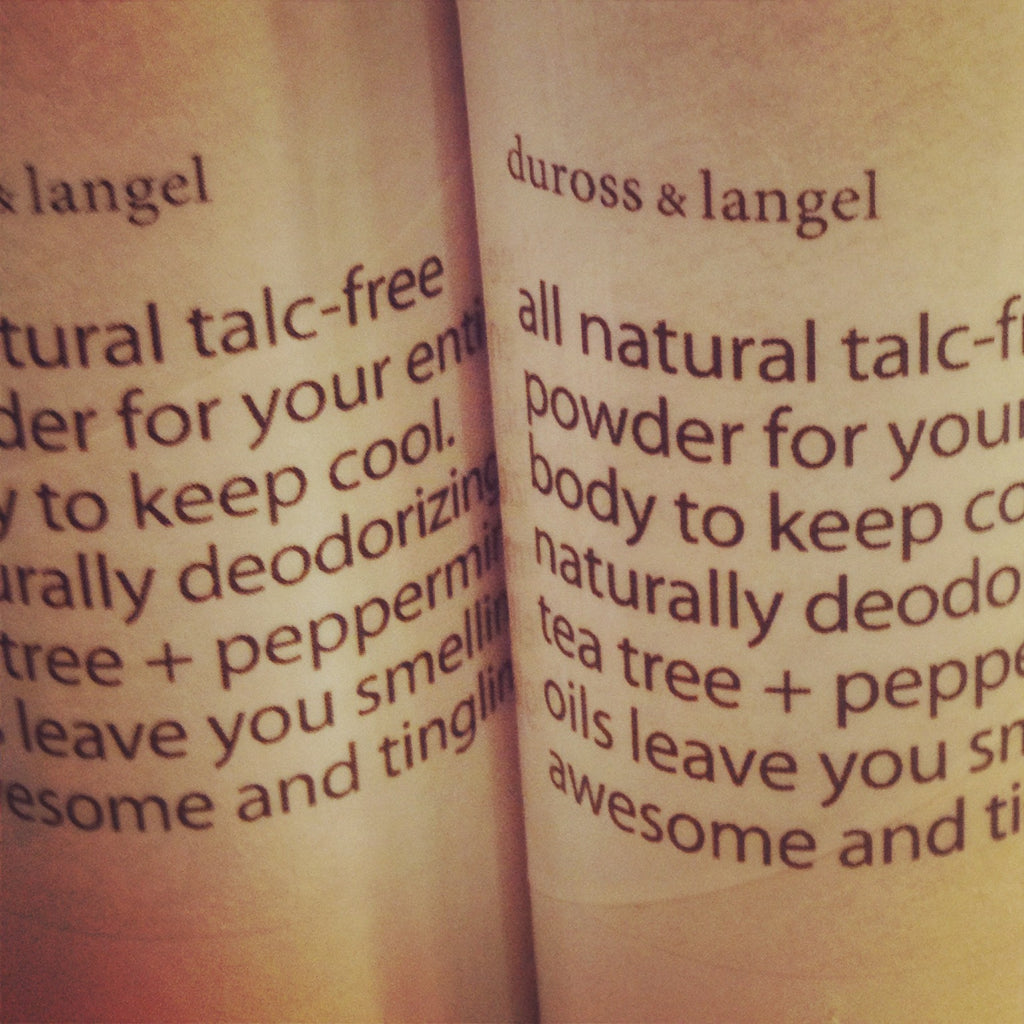 & langel
tural talc-free
der for your enti
y to keep cool.
urally deodorizing
tree + peppermin
s leave you smellin
esome and tinglin
duross & langel
all natural talc-fr
powder for your
body to keep co
naturally deodo
tea tree + peppe
oils leave you sm
awesome and ti